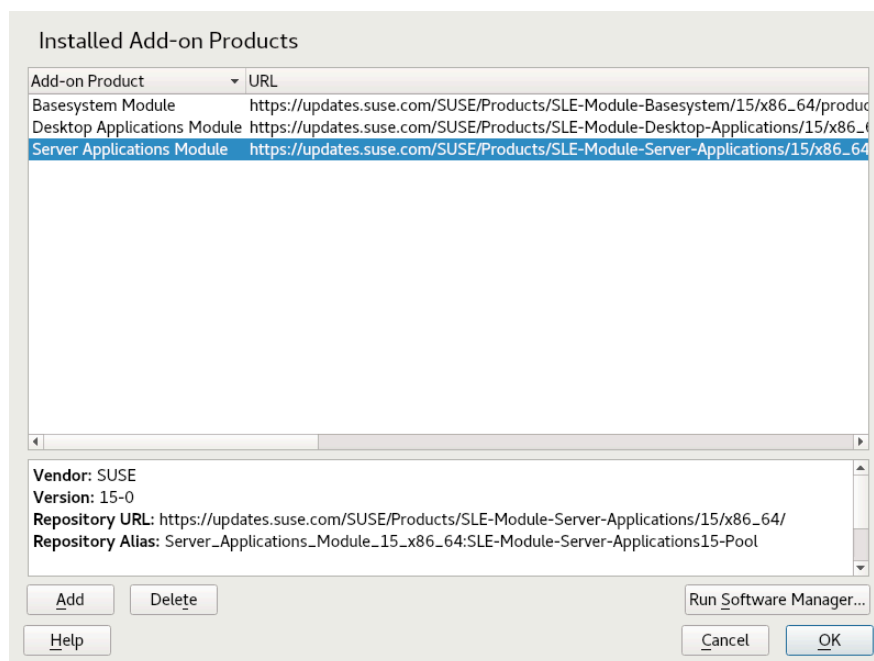 Installed Add-on Products
Add-on Product URL
Basesystem Module https://updates.suse.com/SUSE/Products/SLE-Module-Basesystem/15/x86_64/produc
Desktop Applications Module https://updates.suse.com/SUSE/Products/SLE-Module-Desktop-Applications/15/x86_
Server Applications Module https://updates.suse.com/SUSE/Products/SLE-Module-Server-Applications/15/x86_64
Vendor: SUSE
Version: 15-0
Repository URL: https://updates.suse.com/SUSE/Products/SLE-Module-Server-Applications/15/x86_64/
Repository Alias: Server_Applications_Module_15_x86_64:SLE-Module-Server-Applications15-Pool
Add Delete Run Software Manager...
Help Cancel OK